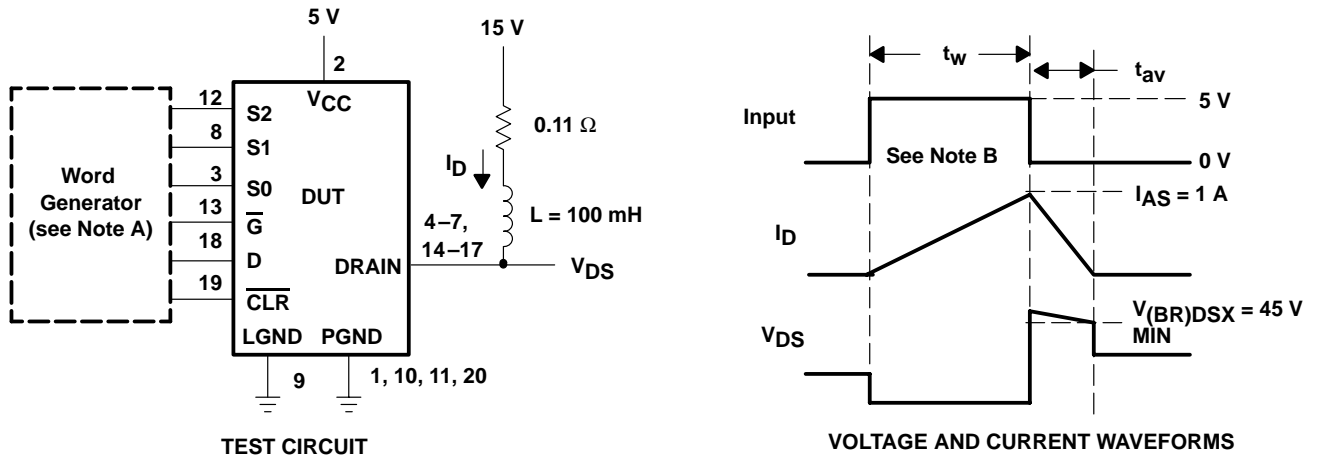 5 V
15 V
2
VCC
12
S2
8
S1
3
S0
13
G
18
D
19
CLR
Word
Generator
(see Note A)
DUT
DRAIN
4–7,
14–17
ID
0.11 Ω
L = 100 mH
VDS
LGND PGND
9
1, 10, 11, 20
TEST CIRCUIT
tw
tav
Input
See Note B
5 V
0 V
IAS = 1 A
ID
V(BR)DSX = 45 V
MIN
VDS
VOLTAGE AND CURRENT WAVEFORMS